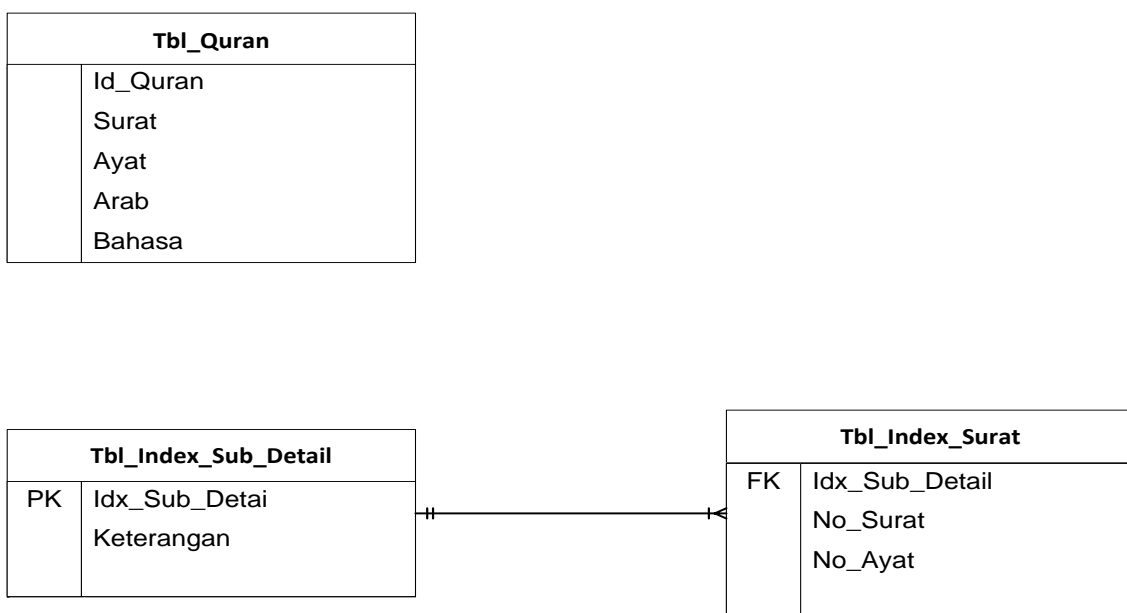 Tbl_Quran
Id_Quran
Surat
Ayat
Arab
Bahasa
Tbl_Index_Sub_Detail
PK Idx_Sub_Detai
Keterangan
Tbl_Index_Surat
FK Idx_Sub_Detail
No_Surat
No_Ayat